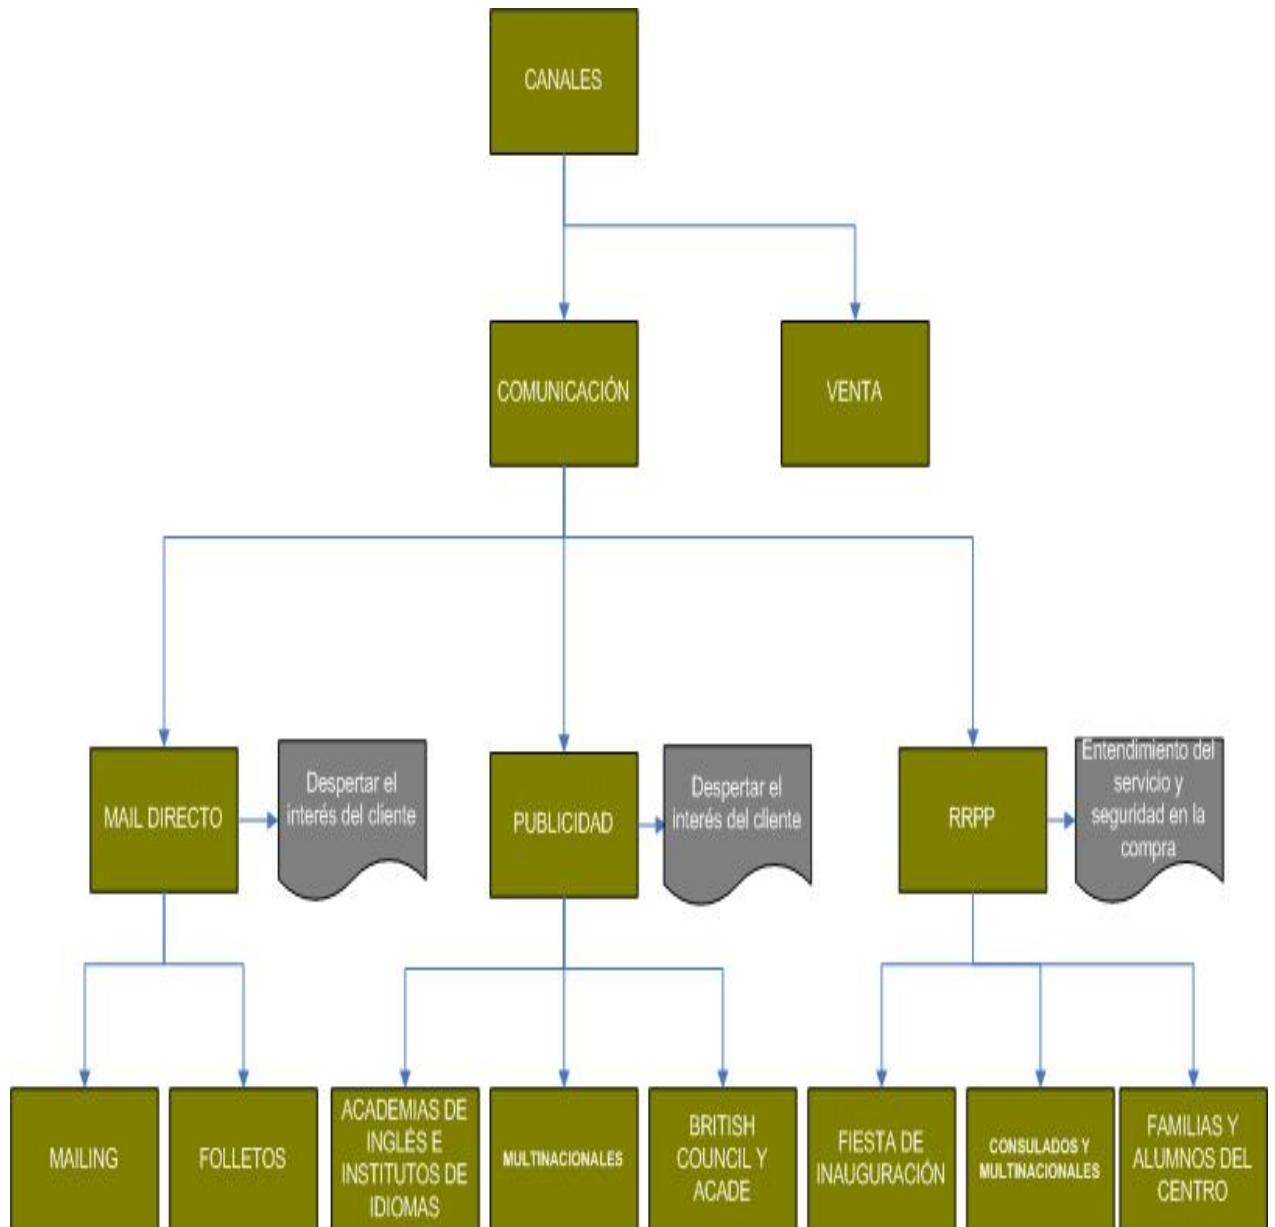 CANALES
COMUNICACIÓN
VENTA
MAIL DIRECTO
Despertar el
interés del cliente
PUBLICIDAD
Despertar el
interés del cliente
RRPP
Entendimiento del
servicio y
seguridad en la
compra
MAILING
FOLLETOS
ACADEMIAS DE
INGLÉS E
INSTITUTOS DE
IDIOMAS
MULTINACIONALES
BRITISH
COUNCIL Y
ACADE
FIESTA DE
INAUGURACIÓN
CONSULADOS Y
MULTINACIONALES
FAMILIAS Y
ALUMNOS DEL
CENTRO